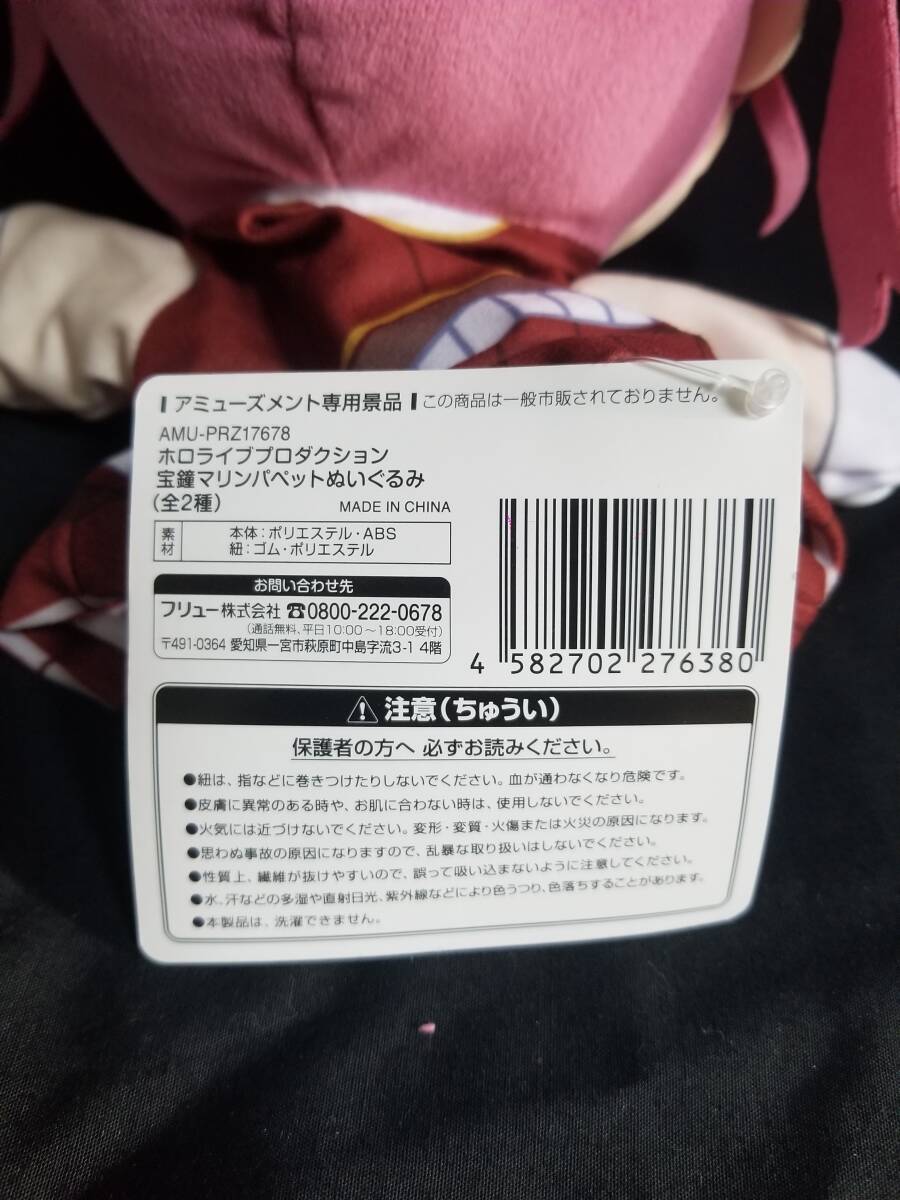 アミューズメント専用景品 この商品は一般市販されておりません。
AMU-PRZ17678
ホロライブプロダクション
宝鐘マリンパペットぬいぐるみ
(全2種) MADE IN CHINA
素材 本体:ポリエステル・ABS
紐:ゴム・ポリエステル
お問い合わせ先
フリュー株式会社 ☎0800-222-0678
(通話無料、平日10:00~18:00受付)
〒491-0364 愛知県一宮市萩原町中島字流3-1 4階
4 582702 276380
⚠注意(ちゅうい)
保護者の方へ 必ずお読みください。
●紐は、指などに巻きつけたりしないでください。血が通わなくなり危険です。
●皮膚に異常のある時や、お肌に合わない時は、使用しないでください。
●火気には近づけないでください。変形・変質・火傷または火災の原因になります。
●思わぬ事故の原因になりますので、乱暴な取り扱いはしないでください。
●性質上、繊維が抜けやすいので、誤って吸い込まないように注意してください。
●水、汗などの多湿や直射日光、紫外線などにより色うつり、色落ちすることがあります。
●本製品は、洗濯できません。